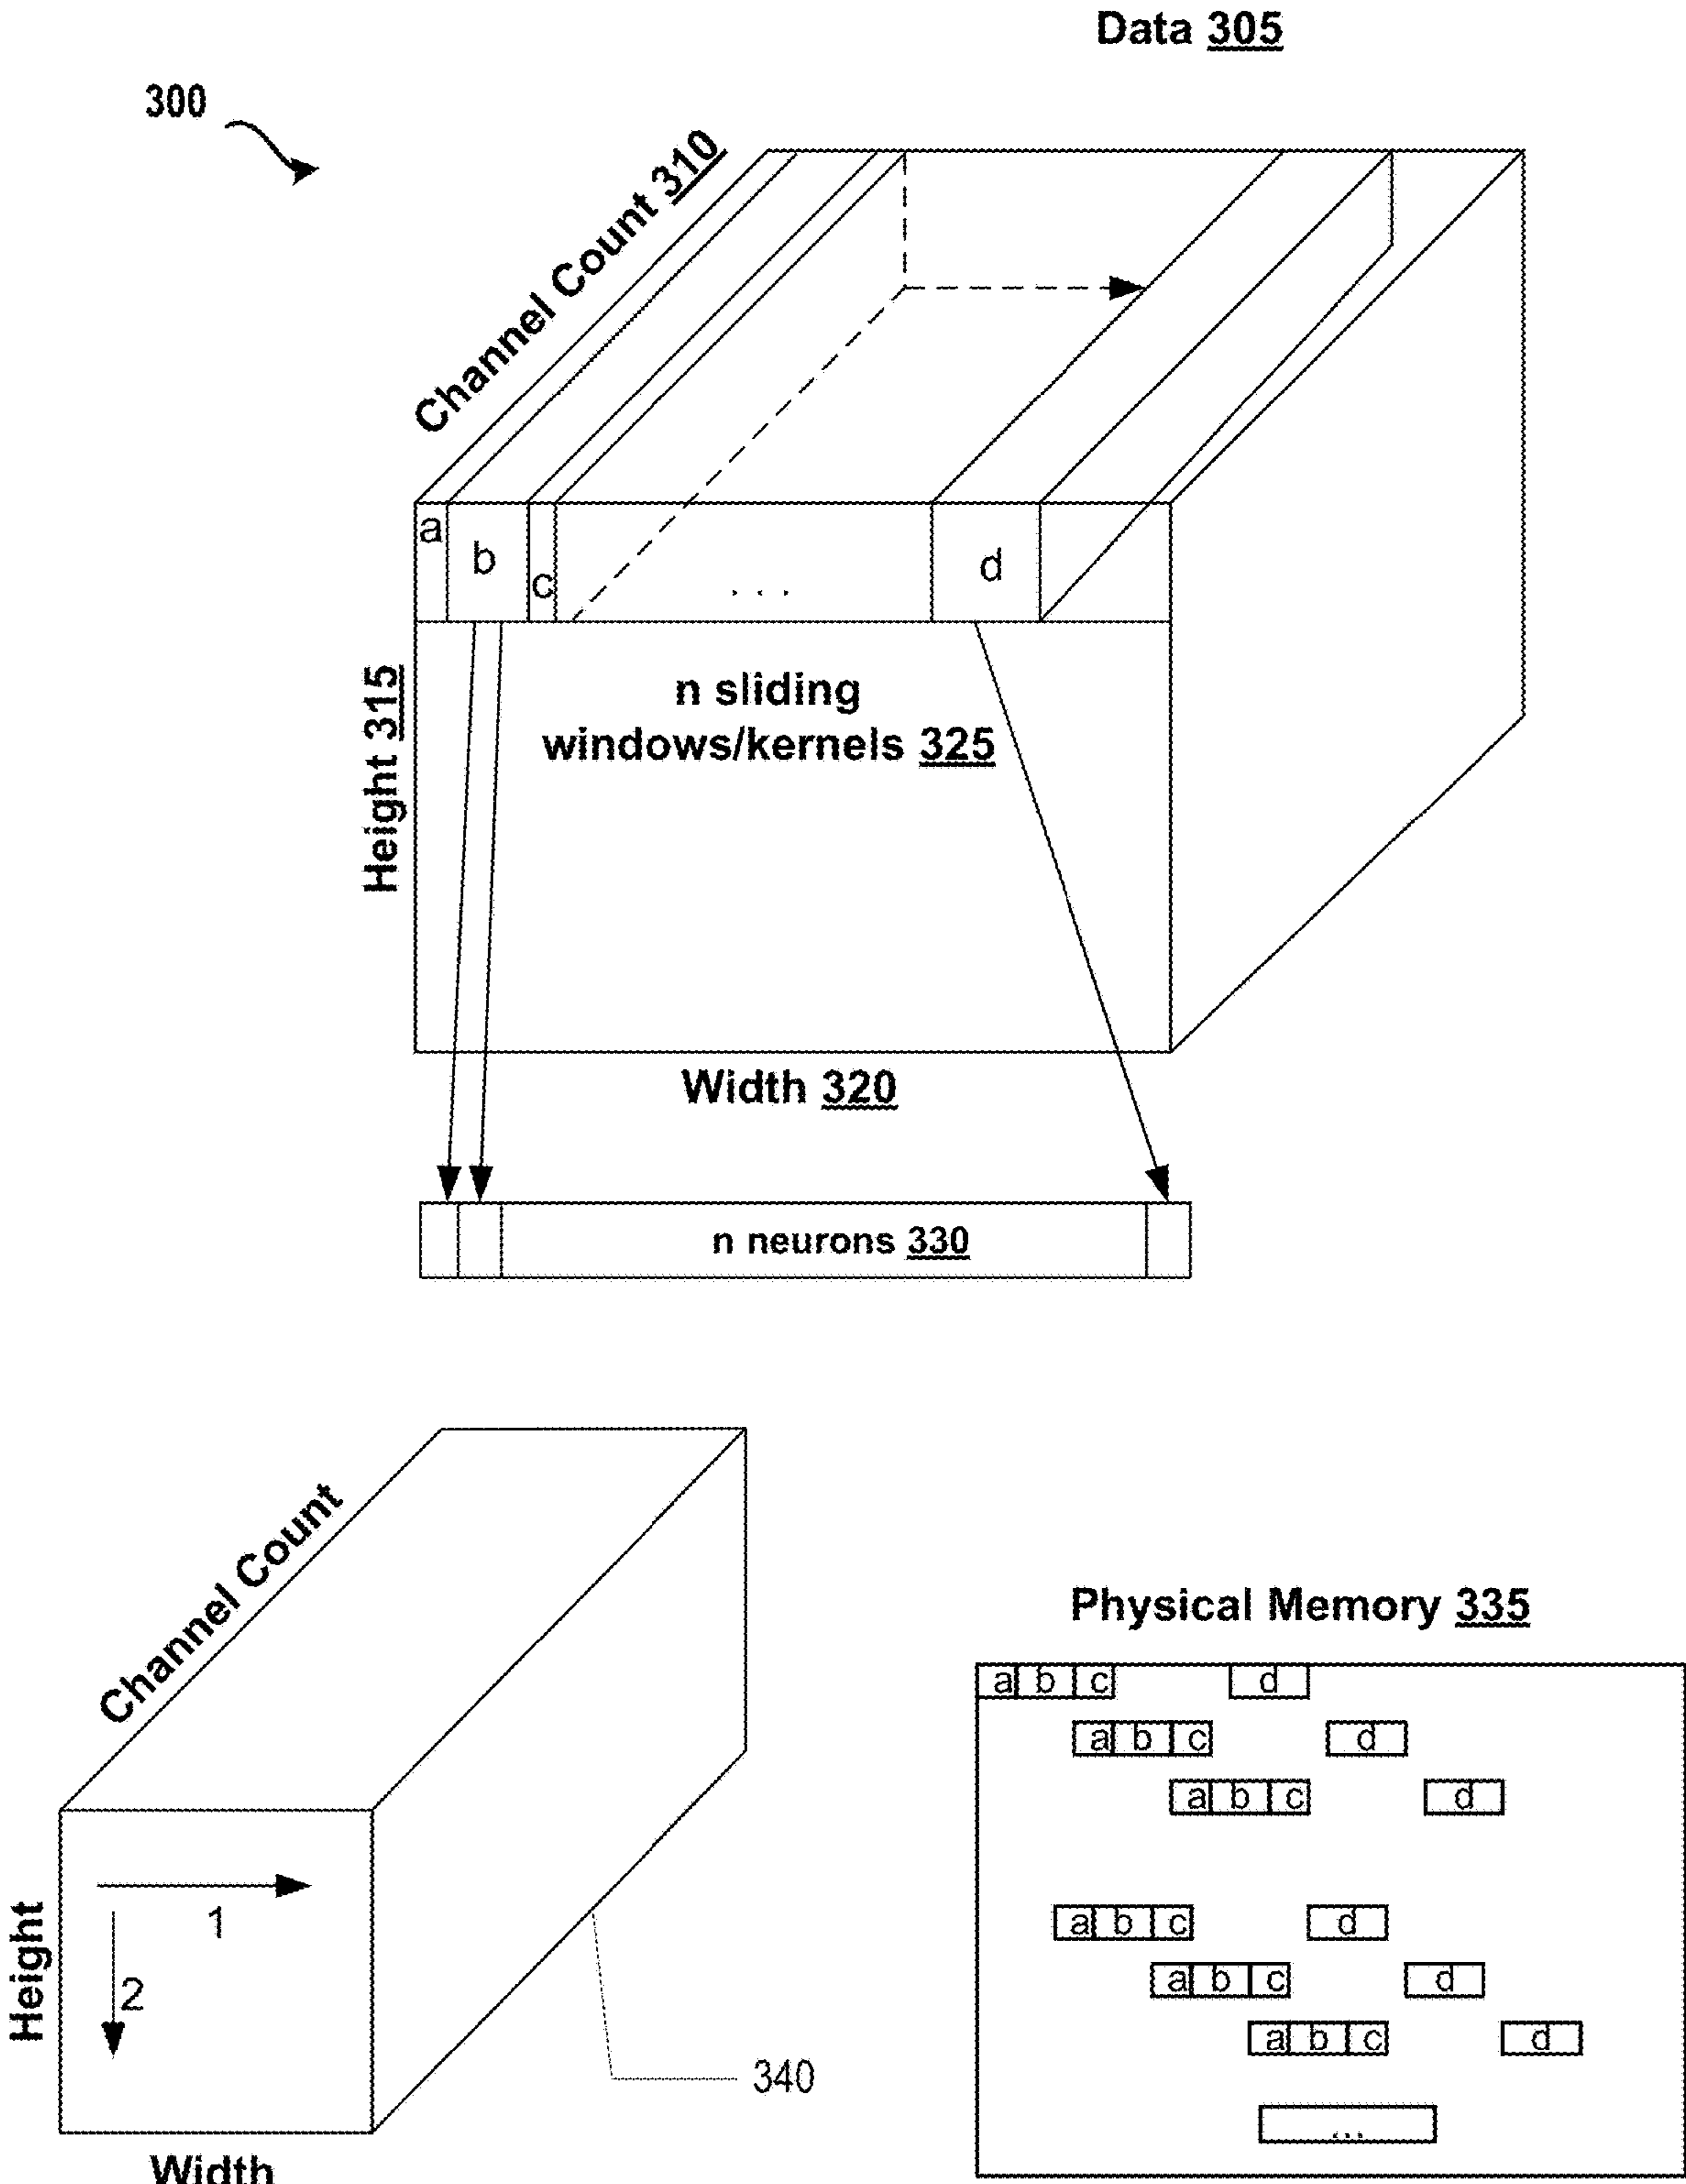 Data 305
300
Channel Count 310
a
b
c
. . .
d
Height 315
n sliding
windows/kernels 325
Width 320
n neurons 330
Channel Count
Height
1
2
Width
340
Physical Memory 335
a b c d
a b c d
a b c d
a b c d
a b c d
a b c d
...